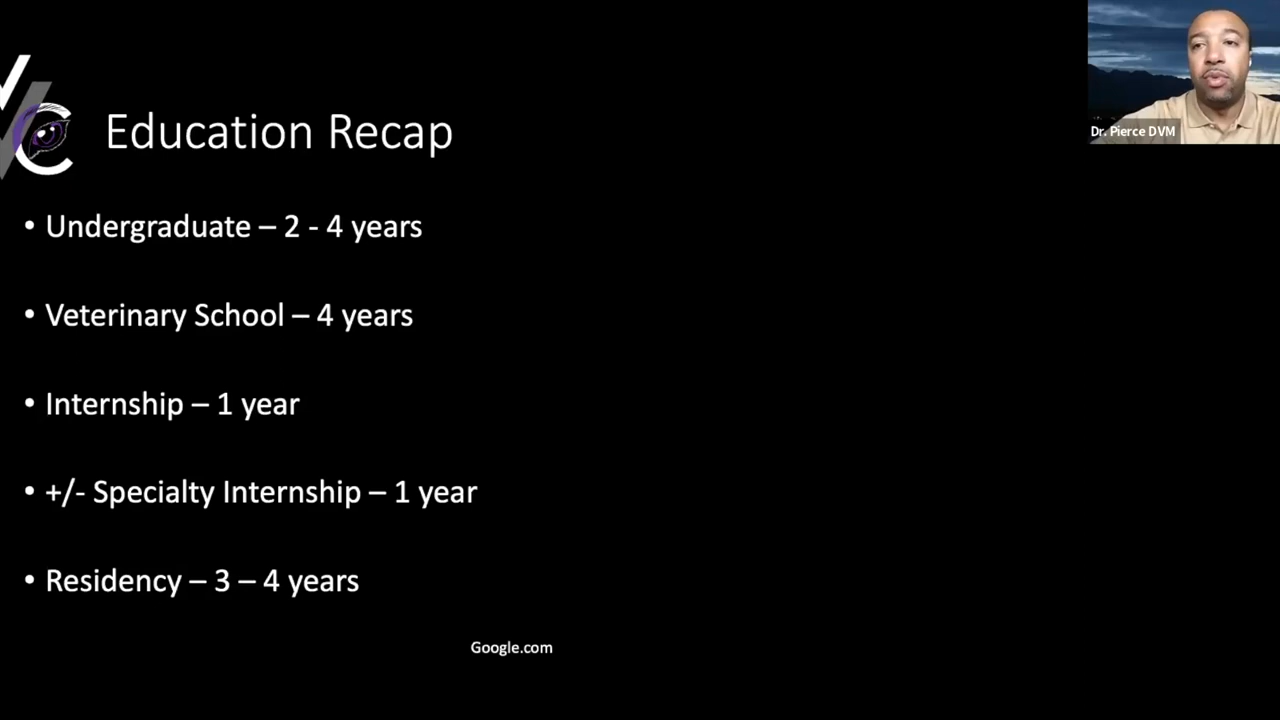 Education Recap
• Undergraduate – 2 - 4 years
• Veterinary School – 4 years
• Internship – 1 year
• +/- Specialty Internship – 1 year
• Residency – 3 – 4 years
Google.com
Dr. Pierce DVM